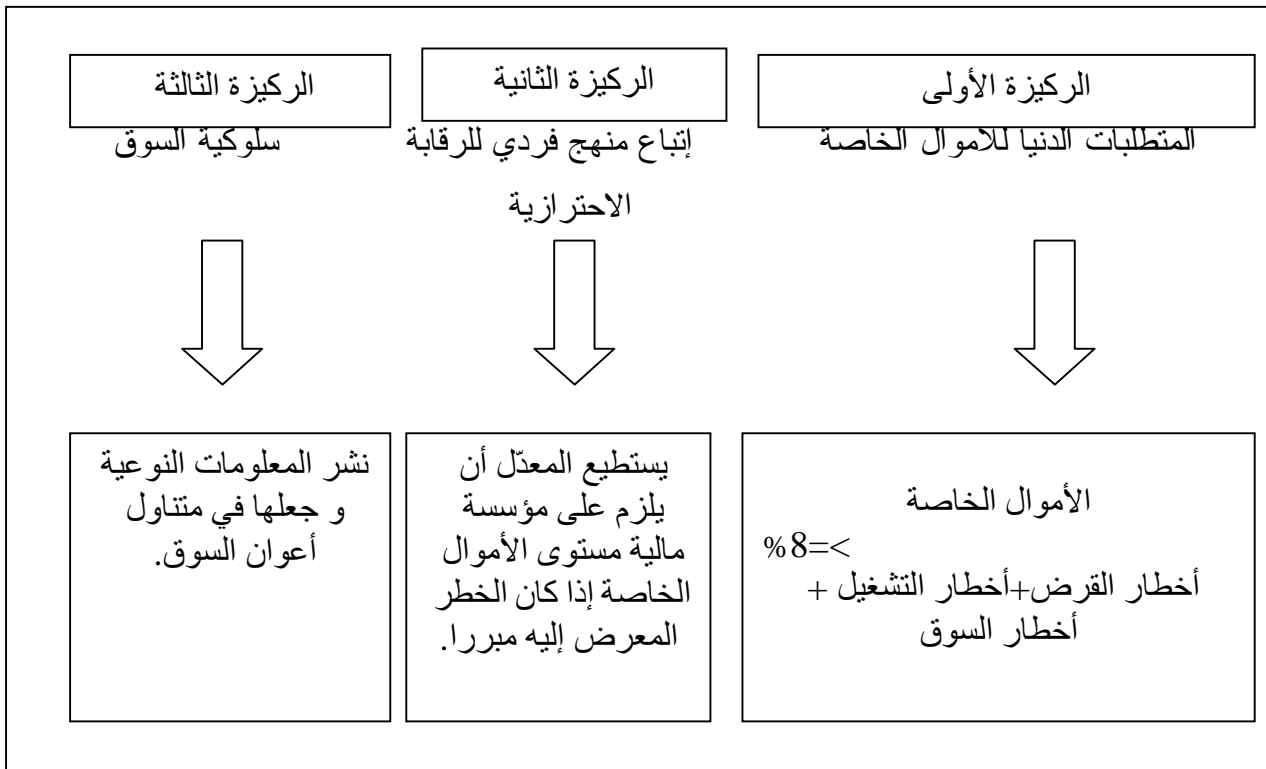 الركيزة الأولى
المتطلبات الدنيا للأموال الخاصة
الركيزة الثانية
إتباع منهج فردي للرقابة
الاحترازية
الركيزة الثالثة
سلوكية السوق
الأموال الخاصة
%8=<
أخطار القرض+أخطار التشغيل +
أخطار السوق
يستطيع المعدّل أن
يلزم على مؤسسة
مالية مستوى الأموال
الخاصة إذا كان الخطر
المعرض إليه مبررا.
نشر المعلومات النوعية
و جعلها في متناول
أعوان السوق.